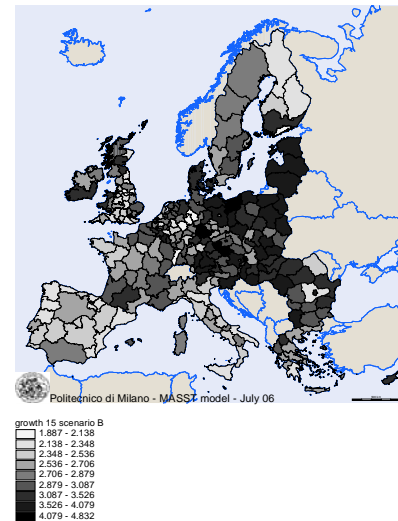 Politecnico di Milano - MASST model - July 06
growth 15 scenario B
1.887 - 2.138
2.138 - 2.348
2.348 - 2.536
2.536 - 2.706
2.706 - 2.879
2.879 - 3.087
3.087 - 3.526
3.526 - 4.079
4.079 - 4.832